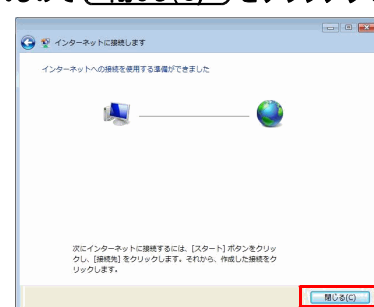 閉じる(C)
インターネットに接続します
インターネットへの接続を使用する準備ができました
次にインターネットに接続するには、[スタート] ボタンをクリッ
クし、[接続先] をクリックします。それから、作成した接続をク
リックします。
閉じる(C)